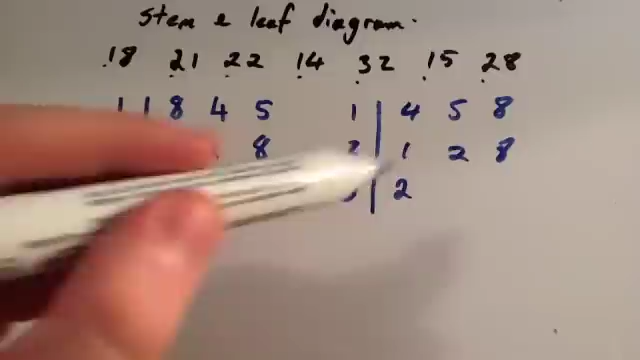 stem e leaf diagram.
18 21 22 14 32 15 28
1 | 8 4 5 1 | 4 5 8
8 2 | 1 2 8
2